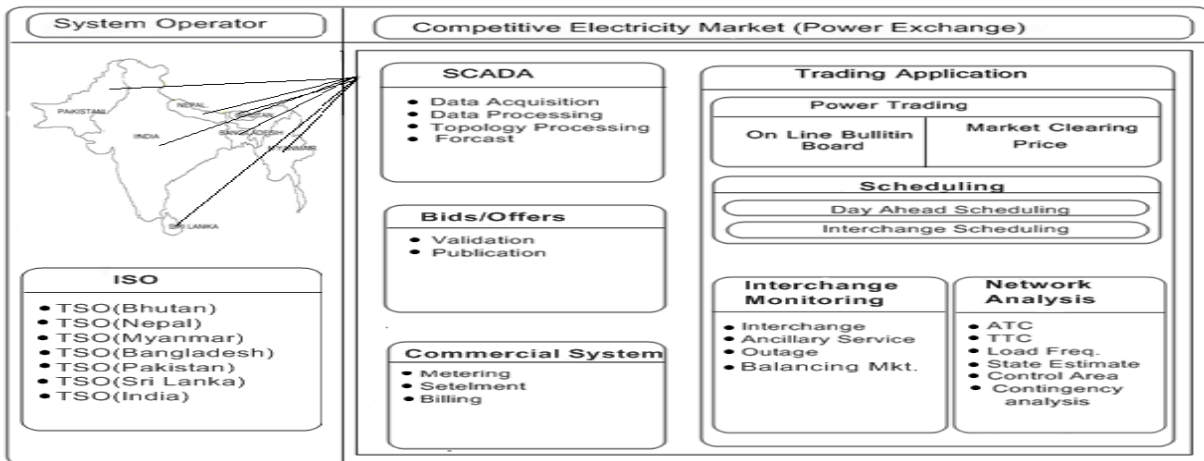 System Operator
Competitive Electricity Market (Power Exchange)
PAKISTAN
NEPAL
BHUTAN
INDIA
BANGLADESH
MYANMAR
SRI LANKA
ISO
• TSO(Bhutan)
• TSO(Nepal)
• TSO(Myanmar)
• TSO(Bangladesh)
• TSO(Pakistan)
• TSO(Sri Lanka)
• TSO(India)
SCADA
• Data Acquisition
• Data Processing
• Topology Processing
• Forcast
Bids/Offers
• Validation
• Publication
Commercial System
• Metering
• Setelment
• Billing
Trading Application
Power Trading
On Line Bullitin
Board
Market Clearing
Price
Scheduling
Day Ahead Scheduling
Interchange Scheduling
Interchange
Monitoring
• Interchange
• Ancillary Service
• Outage
• Balancing Mkt.
Network
Analysis
• ATC
• TTC
• Load Freq.
• State Estimate
• Control Area
• Contingency
analysis